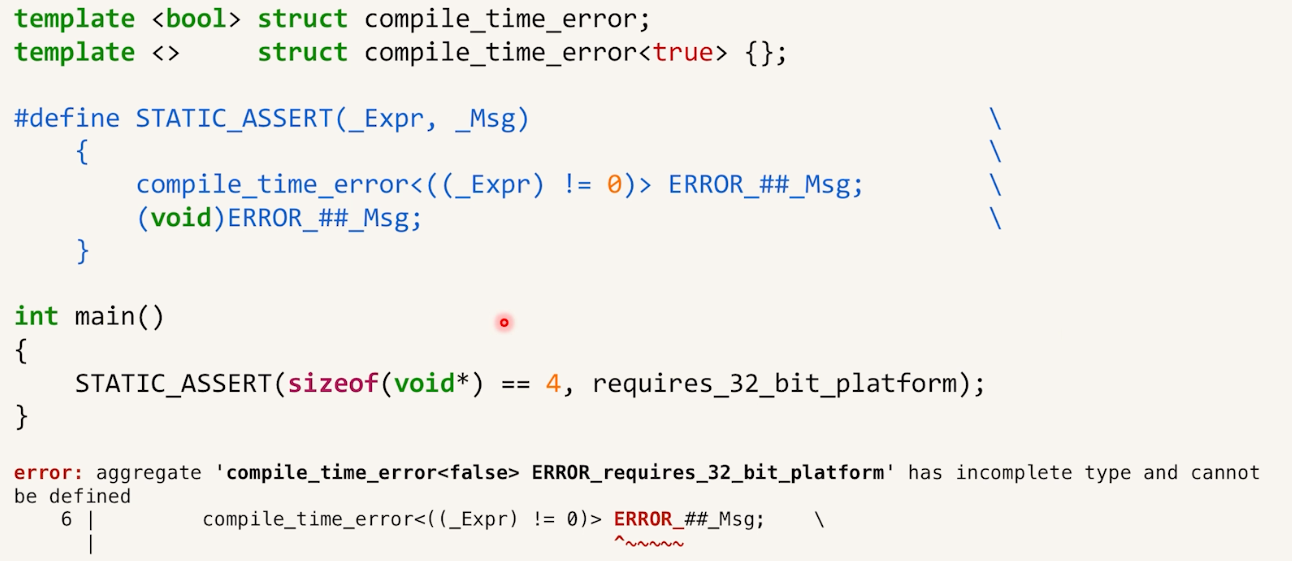 template <bool> struct compile_time_error;
template <>     struct compile_time_error<true> {};
#define STATIC_ASSERT(_Expr, _Msg)                              \
    {                                                           \
        compile_time_error<((_Expr) != 0)> ERROR_##_Msg;        \
        (void)ERROR_##_Msg;                                     \
    }
int main()
{
    STATIC_ASSERT(sizeof(void*) == 4, requires_32_bit_platform);
}
error: aggregate 'compile_time_error<false> ERROR_requires_32_bit_platform' has incomplete type and cannot
be defined
    6 |         compile_time_error<((_Expr) != 0)> ERROR_##_Msg;    \
      |                                            ^~~~~~